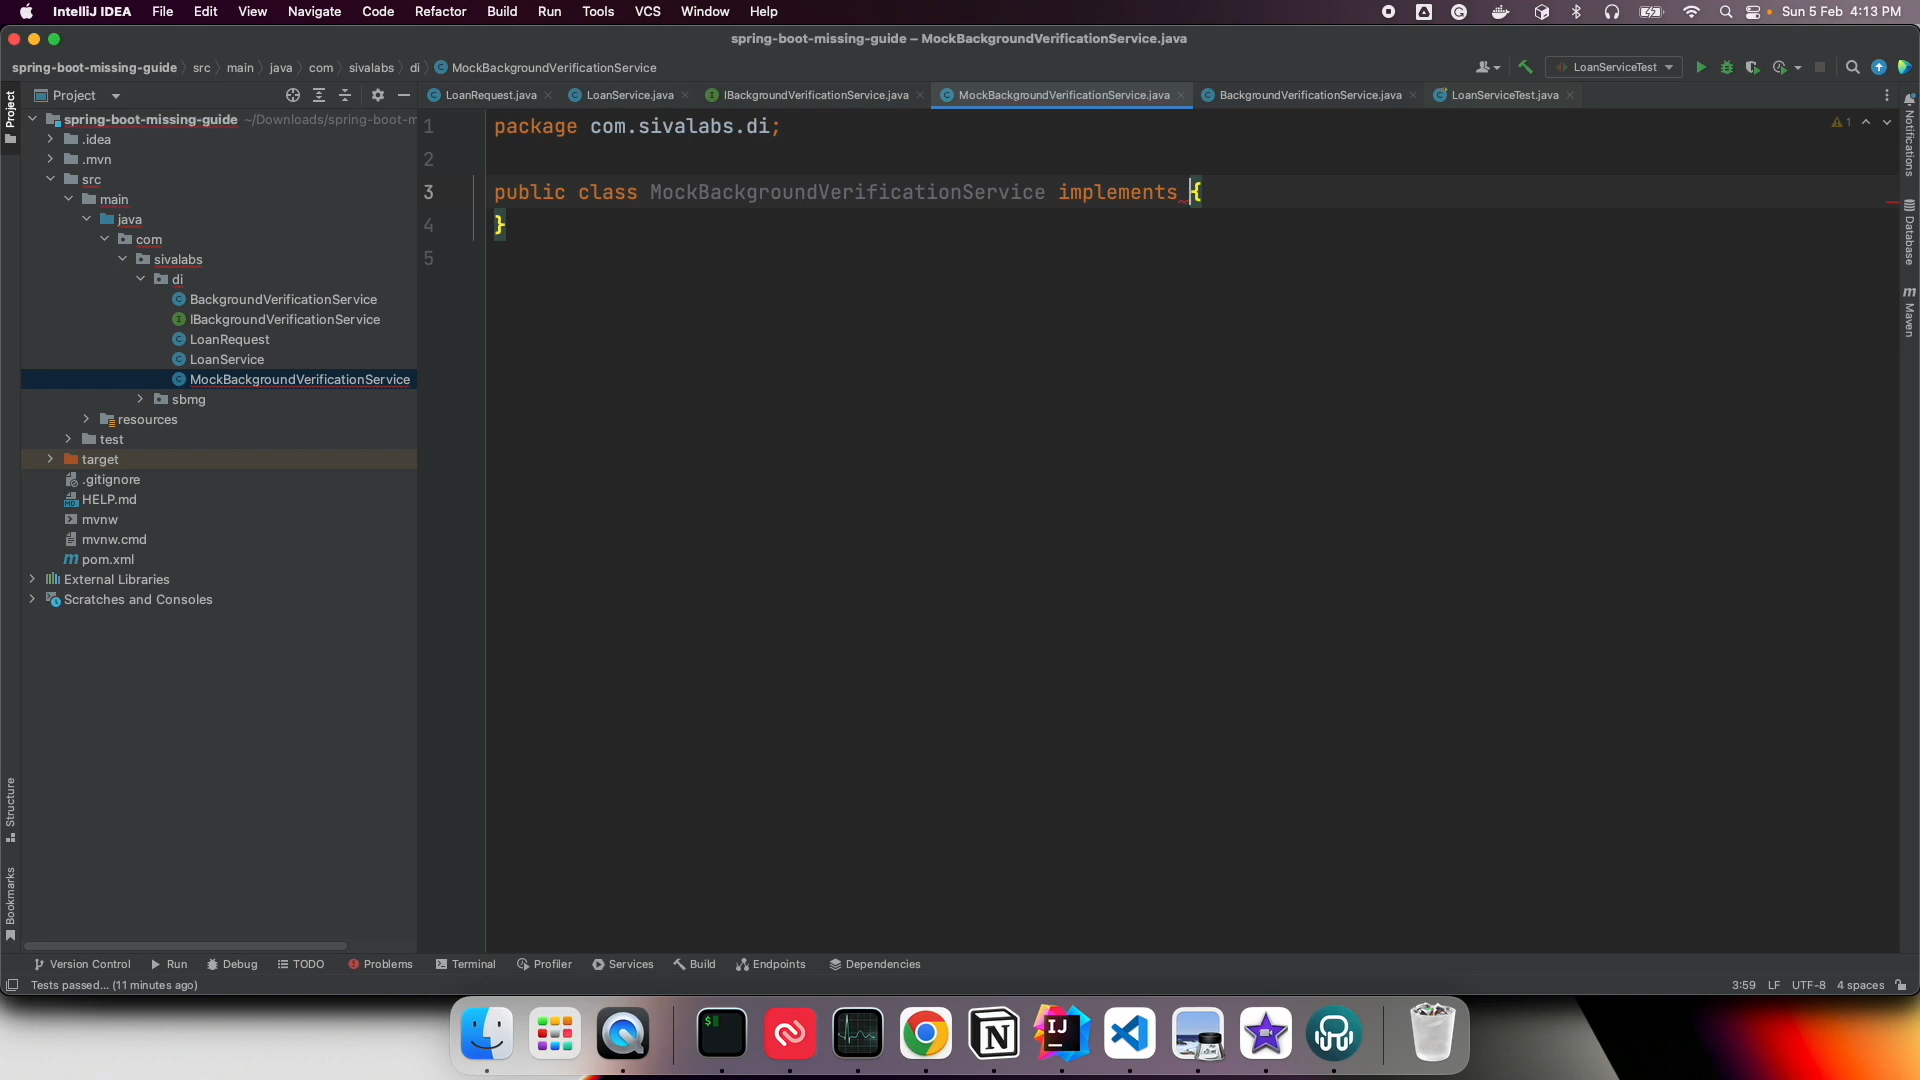 IntelliJ IDEA File Edit View Navigate Code Refactor Build Run Tools VCS Window Help Sun 5 Feb 4:13 PM
spring-boot-missing-guide – MockBackgroundVerificationService.java
spring-boot-missing-guide src main java com sivalabs di MockBackgroundVerificationService LoanServiceTest
Project LoanRequest.java LoanService.java IBackgroundVerificationService.java MockBackgroundVerificationService.java BackgroundVerificationService.java LoanServiceTest.java
Project
Notifications
Database
Maven
Structure
Bookmarks
spring-boot-missing-guide ~/Downloads/spring-boot-m
.idea
.mvn
src
main
java
com
sivalabs
di
BackgroundVerificationService
IBackgroundVerificationService
LoanRequest
LoanService
MockBackgroundVerificationService
sbmg
resources
test
target
.gitignore
HELP.md
mvnw
mvnw.cmd
pom.xml
External Libraries
Scratches and Consoles
1 package com.sivalabs.di; 1
2
3 public class MockBackgroundVerificationService implements {
4 }
5
Version Control Run Debug TODO Problems Terminal Profiler Services Build Endpoints Dependencies
Tests passed... (11 minutes ago) 3:59 LF UTF-8 4 spaces
$
N
IJ